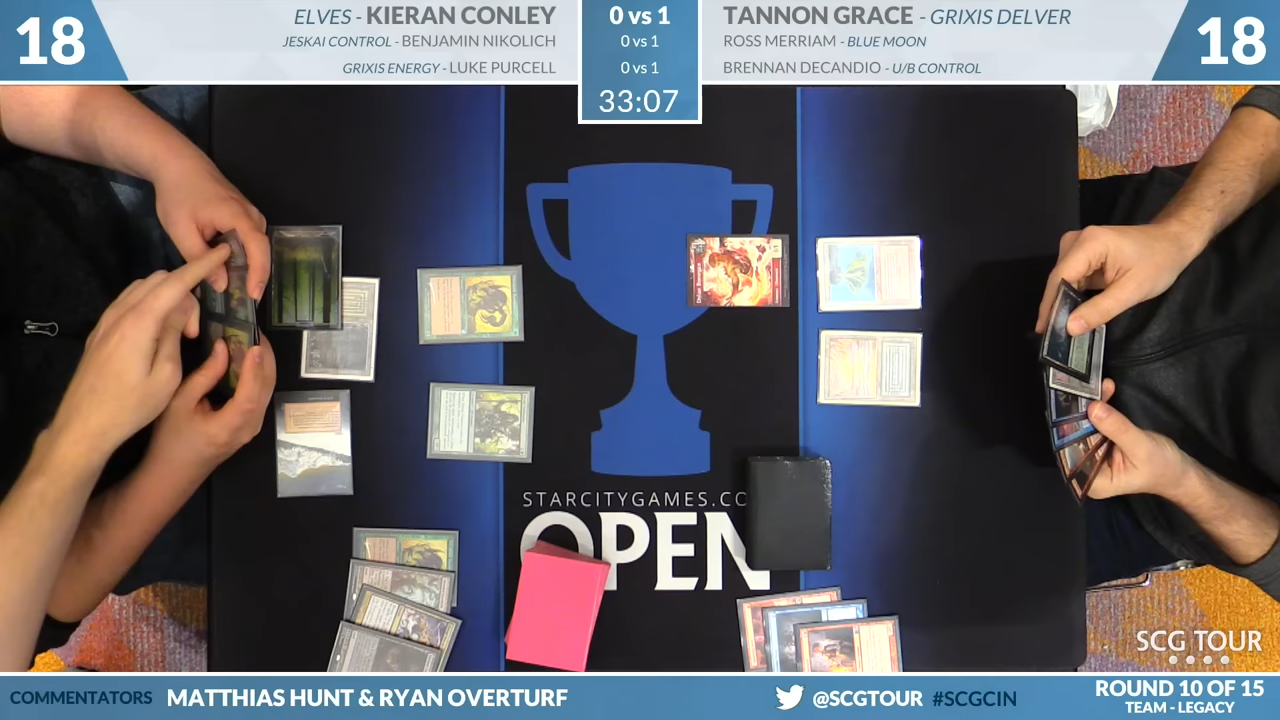 18
ELVES - KIERAN CONLEY
JESKAI CONTROL - BENJAMIN NIKOLICH
GRIXIS ENERGY - LUKE PURCELL
0 vs 1
0 vs 1
0 vs 1
33:07
TANNON GRACE - GRIXIS DELVER
ROSS MERRIAM - BLUE MOON
BRENNAN DECANDIO - U/B CONTROL
18
STARCITYGAMES.CO
OPEN
SCG TOUR
COMMENTATORS MATTHIAS HUNT & RYAN OVERTURF
@SCGTOUR #SCGCIN
ROUND 10 OF 15
TEAM - LEGACY